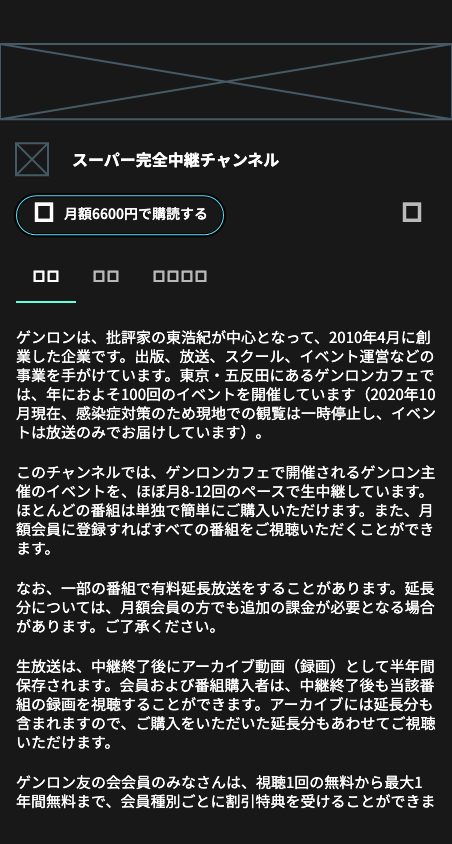 スーパー完全中継チャンネル
月額6600円で購読する
ゲンロンは、批評家の東浩紀が中心となって、2010年4月に創
業した企業です。出版、放送、スクール、イベント運営などの
事業を手がけています。東京・五反田にあるゲンロンカフェで
は、年におよそ100回のイベントを開催しています（2020年10
月現在、感染症対策のため現地での観覧は一時停止し、イベン
トは放送のみでお届けしています）。
このチャンネルでは、ゲンロンカフェで開催されるゲンロン主
催のイベントを、ほぼ月8-12回のペースで生中継しています。
ほとんどの番組は単独で簡単にご購入いただけます。また、月
額会員に登録すればすべての番組をご視聴いただくことができ
ます。
なお、一部の番組で有料延長放送をすることがあります。延長
分については、月額会員の方でも追加の課金が必要となる場合
があります。ご了承ください。
生放送は、中継終了後にアーカイブ動画（録画）として半年間
保存されます。会員および番組購入者は、中継終了後も当該番
組の録画を視聴することができます。アーカイブには延長分も
含まれますので、ご購入をいただいた延長分もあわせてご視聴
いただけます。
ゲンロン友の会会員のみなさんは、視聴1回の無料から最大1
年間無料まで、会員種別ごとに割引特典を受けることができま